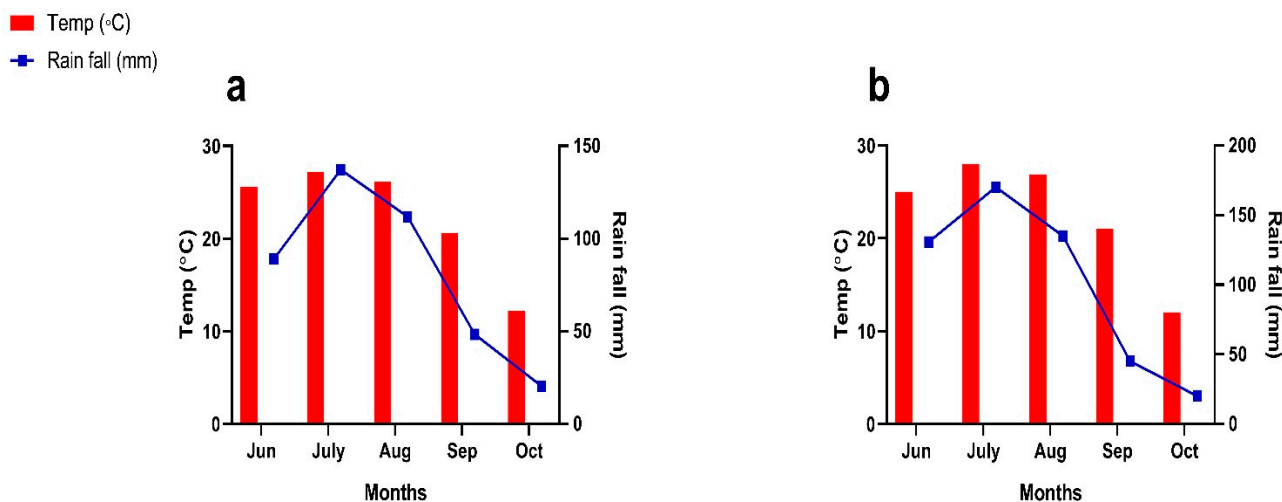 Temp (◦C)
Rain fall (mm)
a
30
20
10
0
Temp (°C)
150
100
50
0
Rain fall (mm)
Jun July Aug Sep Oct
Months
b
30
20
10
0
Temp (°C)
200
150
100
50
0
Rain fall (mm)
Jun July Aug Sep Oct
Months